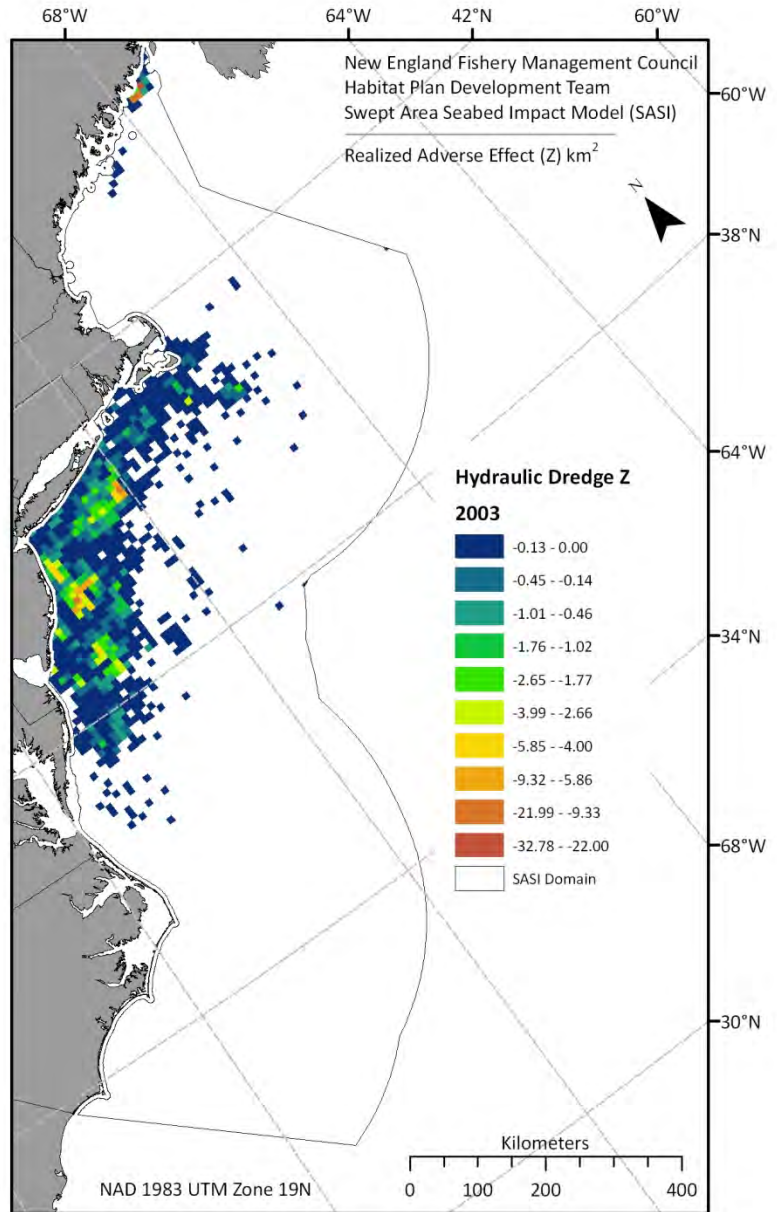 68°W
64°W
42°N
60°W
New England Fishery Management Council
Habitat Plan Development Team
Swept Area Seabed Impact Model (SASI)
Realized Adverse Effect (Z) km²
60°W
N
38°N
64°W
Hydraulic Dredge Z
2003
-0.13 - 0.00
-0.45 - -0.14
-1.01 - -0.46
-1.76 - -1.02
-2.65 - -1.77
-3.99 - -2.66
-5.85 - -4.00
-9.32 - -5.86
-21.99 - -9.33
-32.78 - -22.00
SASI Domain
34°N
68°W
30°N
Kilometers
NAD 1983 UTM Zone 19N
0 100 200 400